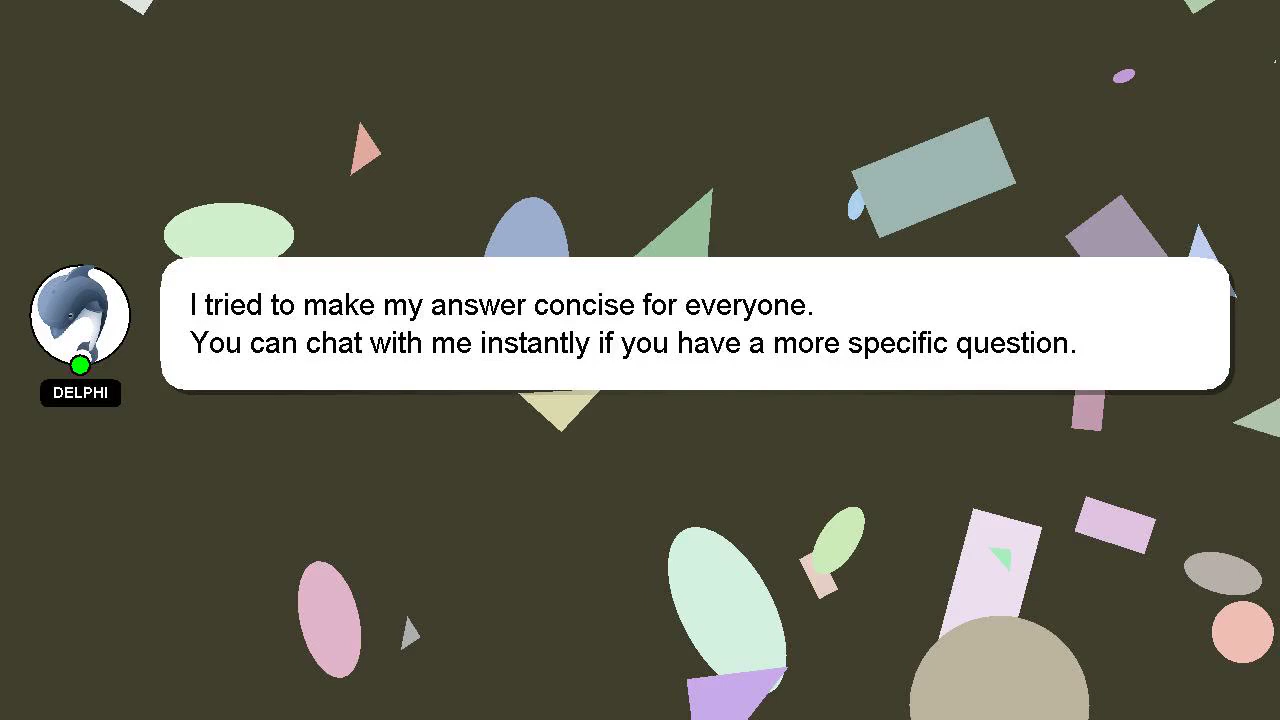 I tried to make my answer concise for everyone.
You can chat with me instantly if you have a more specific question.
DELPHI